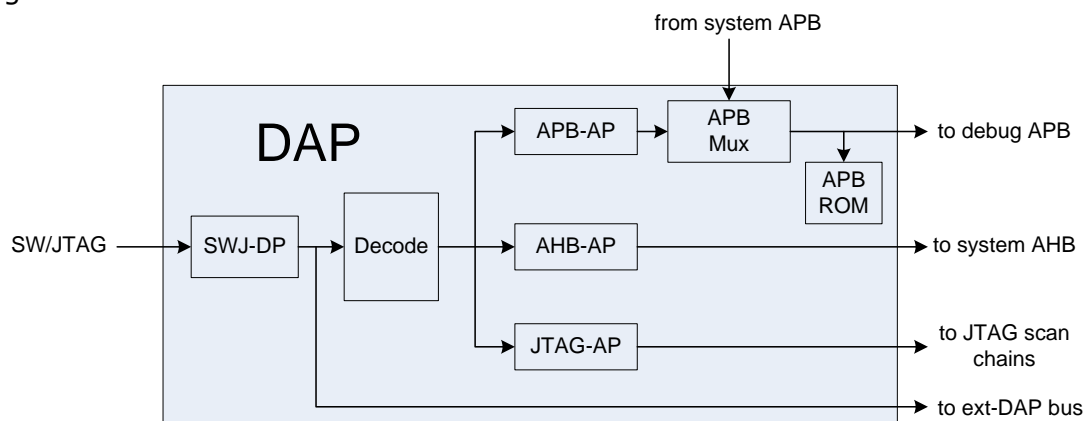 from system APB
DAP
APB-AP
APB
Mux
to debug APB
APB
ROM
SW/JTAG
SWJ-DP
Decode
AHB-AP
to system AHB
JTAG-AP
to JTAG scan
chains
to ext-DAP bus